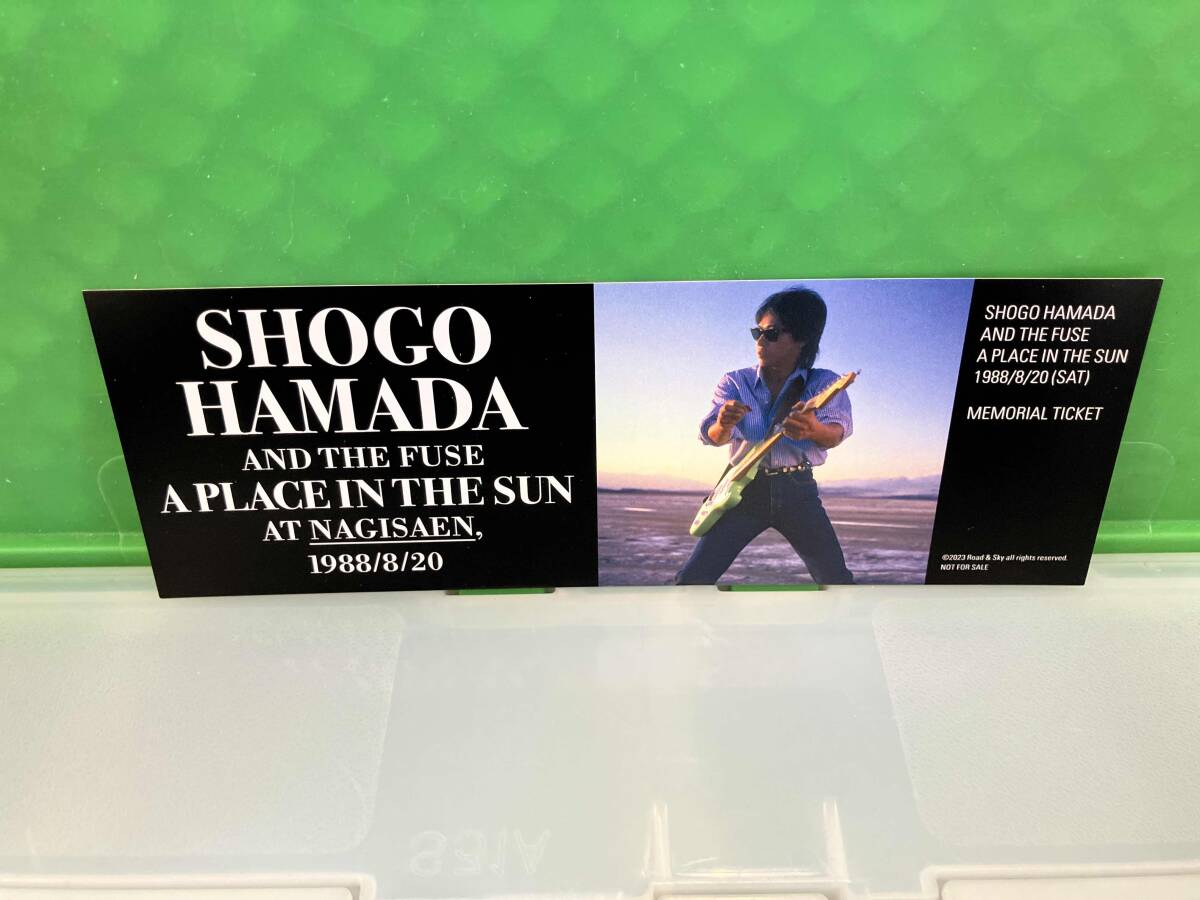 SHOGO
HAMADA
AND THE FUSE
A PLACE IN THE SUN
AT NAGISAEN,
1988/8/20
SHOGO HAMADA
AND THE FUSE
A PLACE IN THE SUN
1988/8/20 (SAT)
MEMORIAL TICKET
©2023 Road & Sky all rights reserved.
NOT FOR SALE